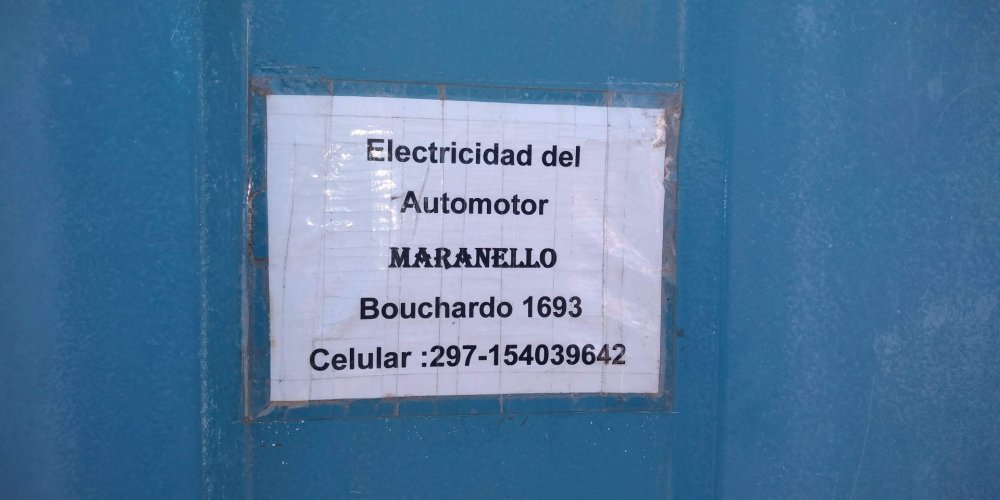 Electricidad del
Automotor
MARANELLO
Bouchardo 1693
Celular :297-154039642